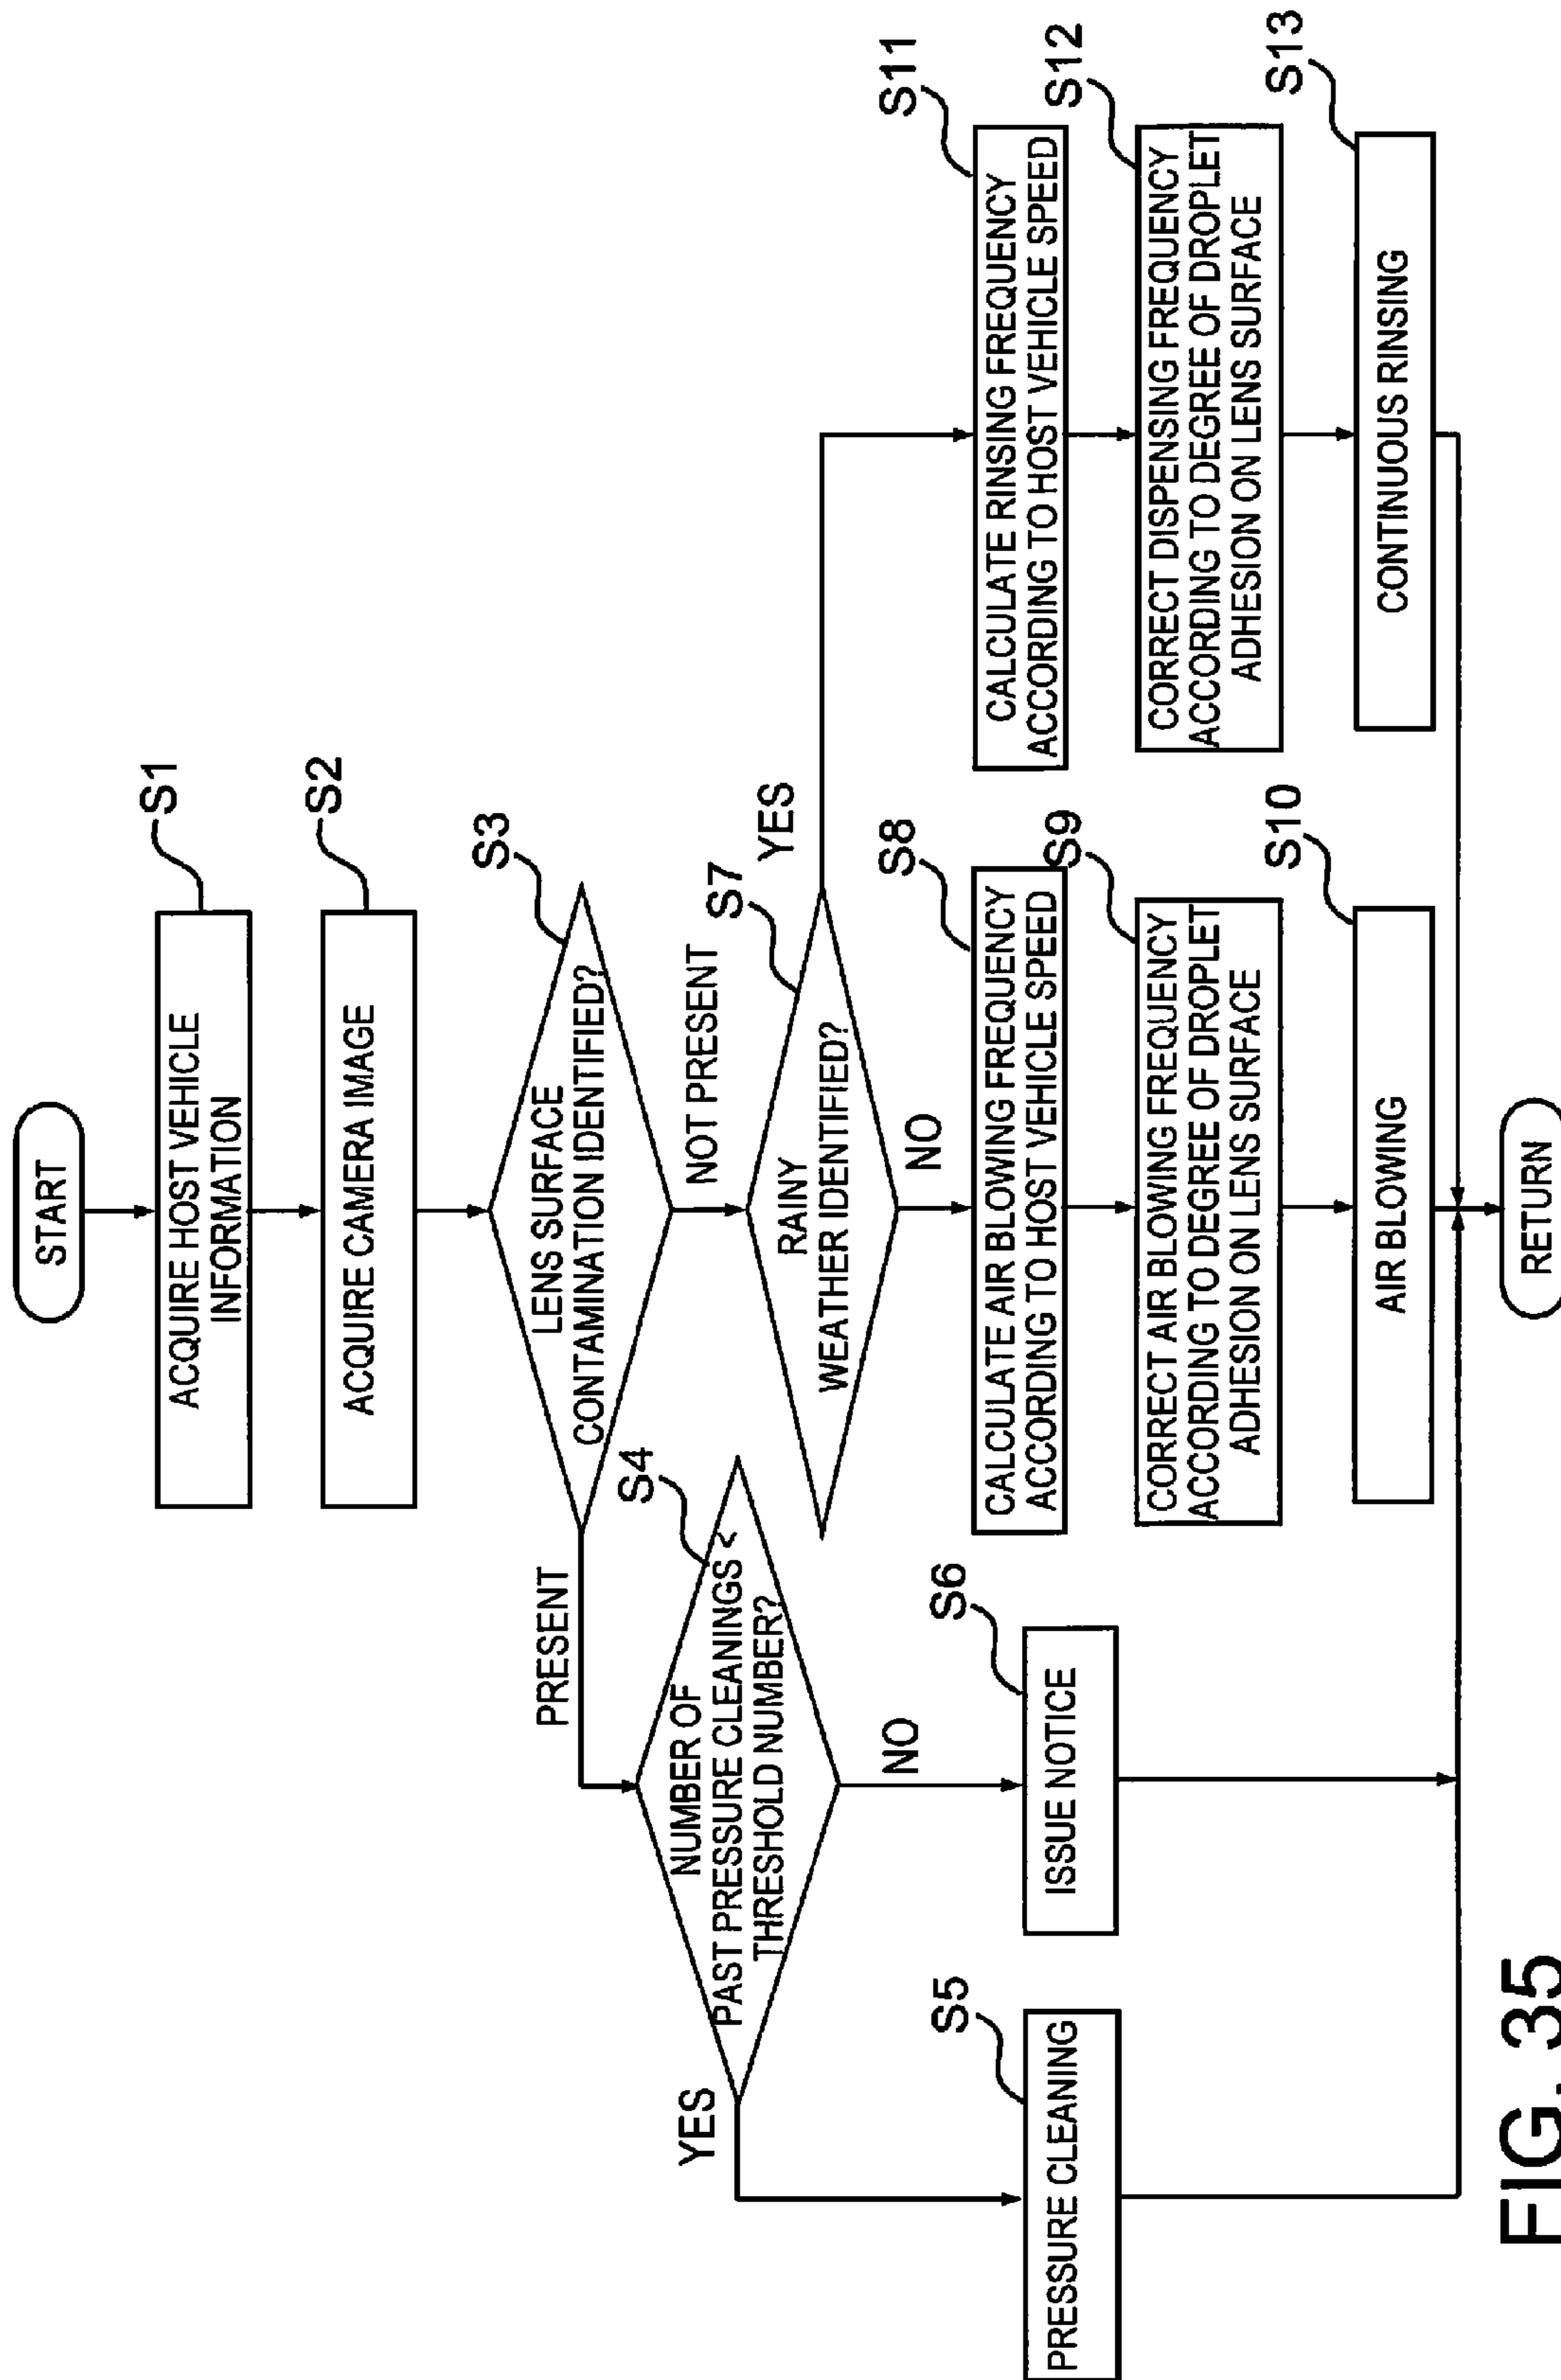 START
S1
ACQUIRE HOST VEHICLE
INFORMATION
S2
ACQUIRE CAMERA IMAGE
S3
LENS SURFACE
CONTAMINATION IDENTIFIED?
PRESENT
NOT PRESENT
S4
NUMBER OF
PAST PRESSURE CLEANINGS <
THRESHOLD NUMBER?
YES
NO
S5
PRESSURE CLEANING
S6
ISSUE NOTICE
S7
RAINY
WEATHER IDENTIFIED?
YES
NO
S8
CALCULATE AIR BLOWING FREQUENCY
ACCORDING TO HOST VEHICLE SPEED
S9
CORRECT AIR BLOWING FREQUENCY
ACCORDING TO DEGREE OF DROPLET
ADHESION ON LENS SURFACE
S10
AIR BLOWING
S11
CALCULATE RINSING FREQUENCY
ACCORDING TO HOST VEHICLE SPEED
S12
CORRECT DISPENSING FREQUENCY
ACCORDING TO DEGREE OF DROPLET
ADHESION ON LENS SURFACE
S13
CONTINUOUS RINSING
RETURN
FIG. 35